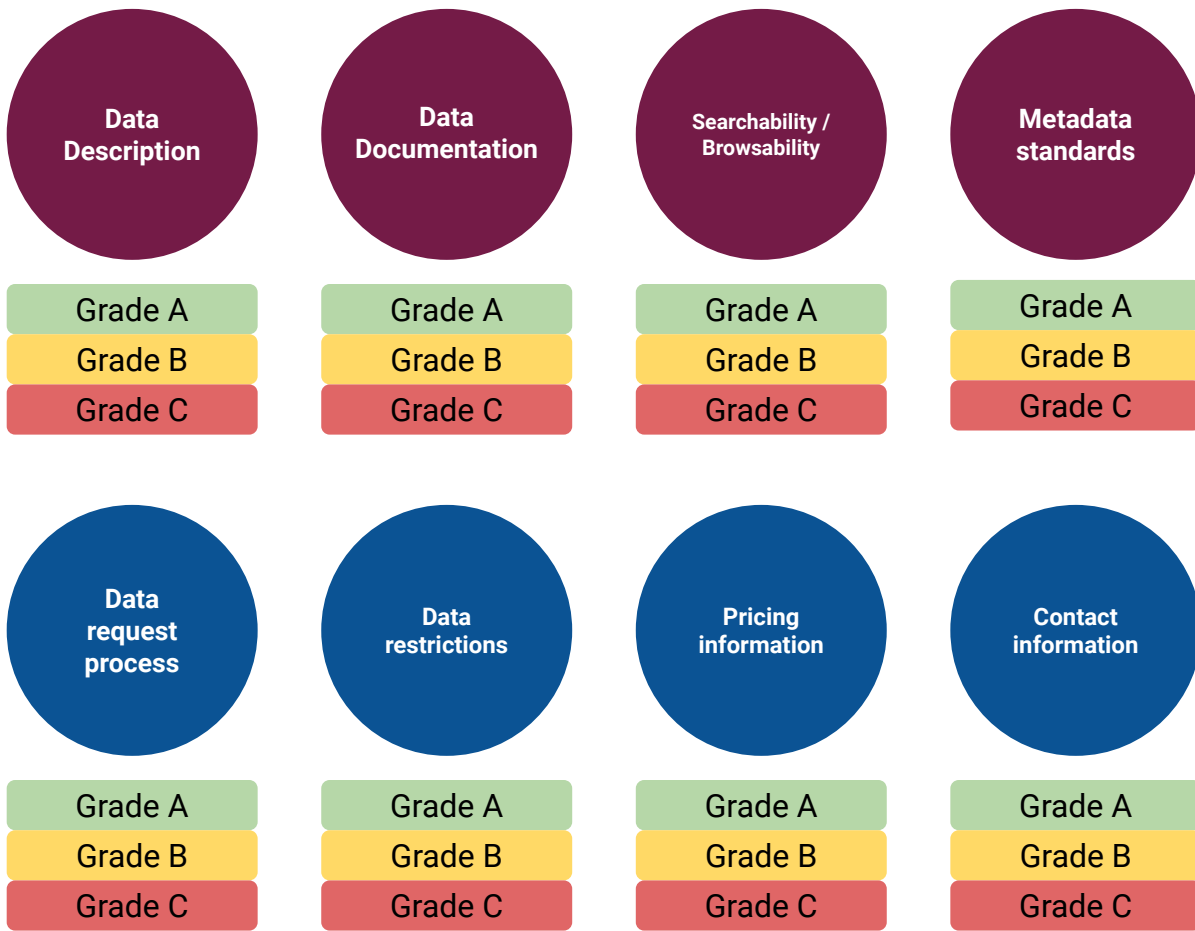 Data
Description
Data
Documentation
Searchability /
Browsability
Metadata
standards
Grade A
Grade B
Grade C
Grade A
Grade B
Grade C
Grade A
Grade B
Grade C
Grade A
Grade B
Grade C
Data
request
process
Data
restrictions
Pricing
information
Contact
information
Grade A
Grade B
Grade C
Grade A
Grade B
Grade C
Grade A
Grade B
Grade C
Grade A
Grade B
Grade C